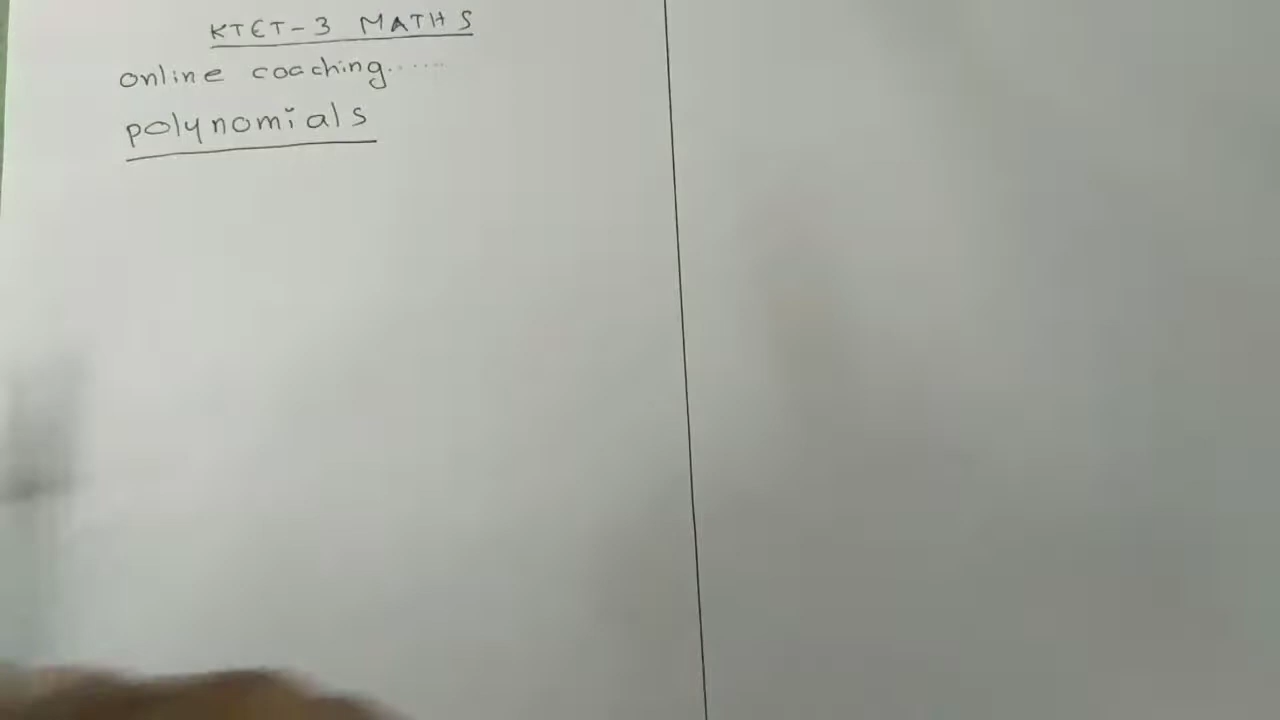 KTET-3 MATHS
online coaching.......
polynomials